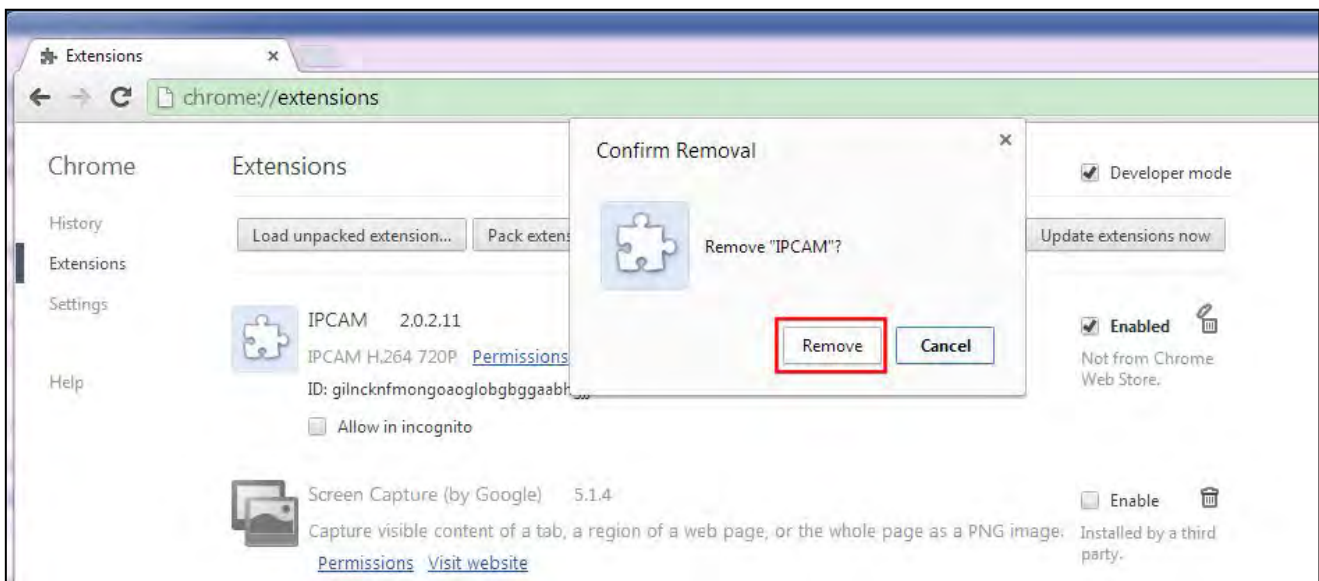 Extensions
chrome://extensions
Chrome
History
Extensions
Settings
Help
Extensions
Developer mode
Load unpacked extension...
Pack
Update extensions now
Confirm Removal
Remove "IPCAM"?
Remove
Cancel
IPCAM 2.0.2.11
IPCAM H.264 720P Permissions
ID:
Allow in incognito
Enabled
Not from Chrome
Web Store.
Screen Capture (by Google) 5.1.4
Capture visible content of a tab, a region of a web page, or the whole page as a PNG image.
Permissions Visit website
Enable
Installed by a third
party.